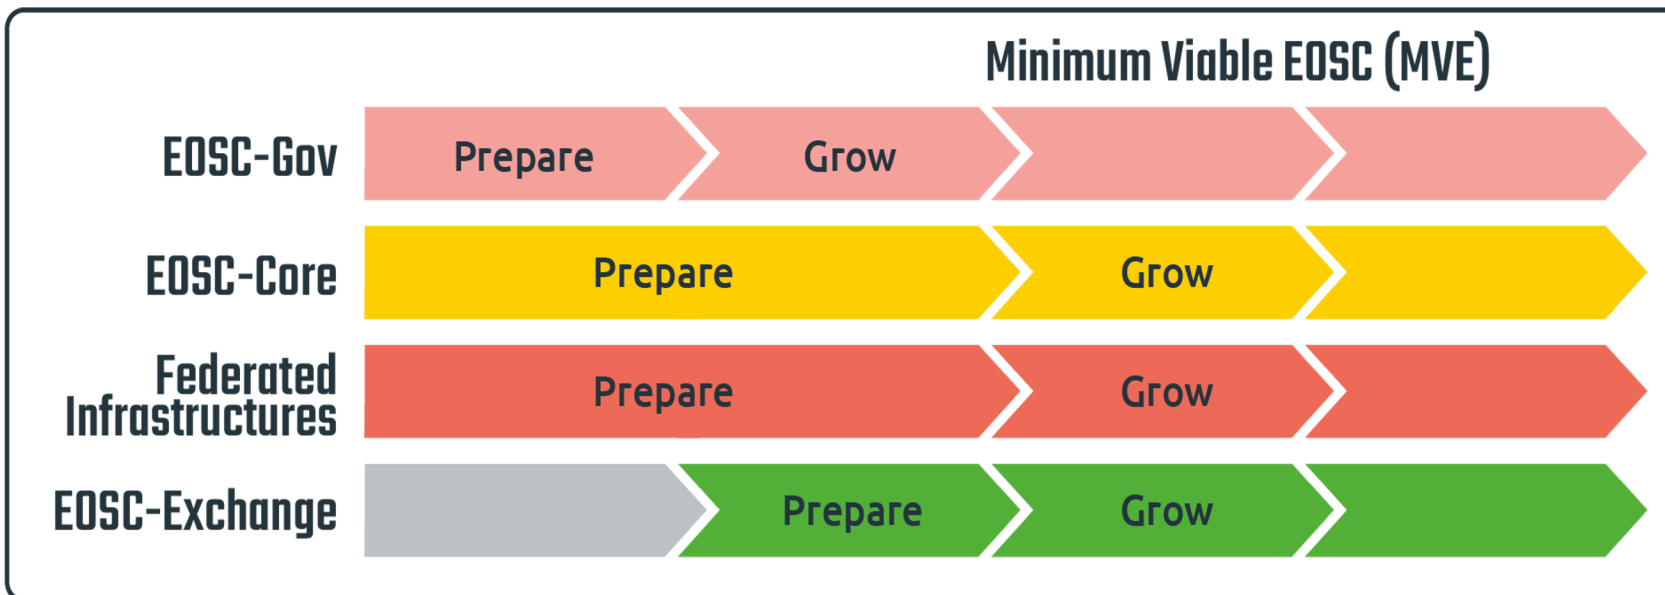 Minimum Viable EOSC (MVE)
EOSC-Gov
Prepare
Grow
EOSC-Core
Prepare
Grow
Federated
Infrastructures
Prepare
Grow
EOSC-Exchange
Prepare
Grow